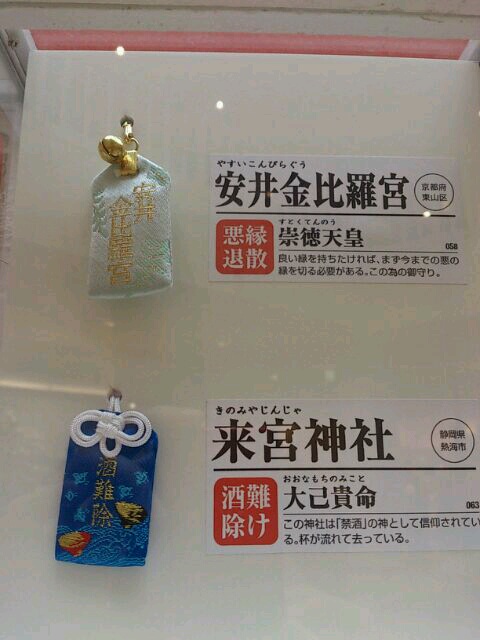 安井
金比羅宮
やすいこんぴらぐう
安井金比羅宮
京都府
東山区
悪縁
退散
すとくてんのう
崇徳天皇
058
良い縁を持ちたければ、まず今までの悪の
縁を切る必要がある。この為の御守り。
酒難除
きのみやじんじゃ
来宮神社
静岡県
熱海市
酒難
除け
おおなもちのみこと
大己貴命
063
この神社は「禁酒」の神として信仰されてい
る。杯が流れて去っている。